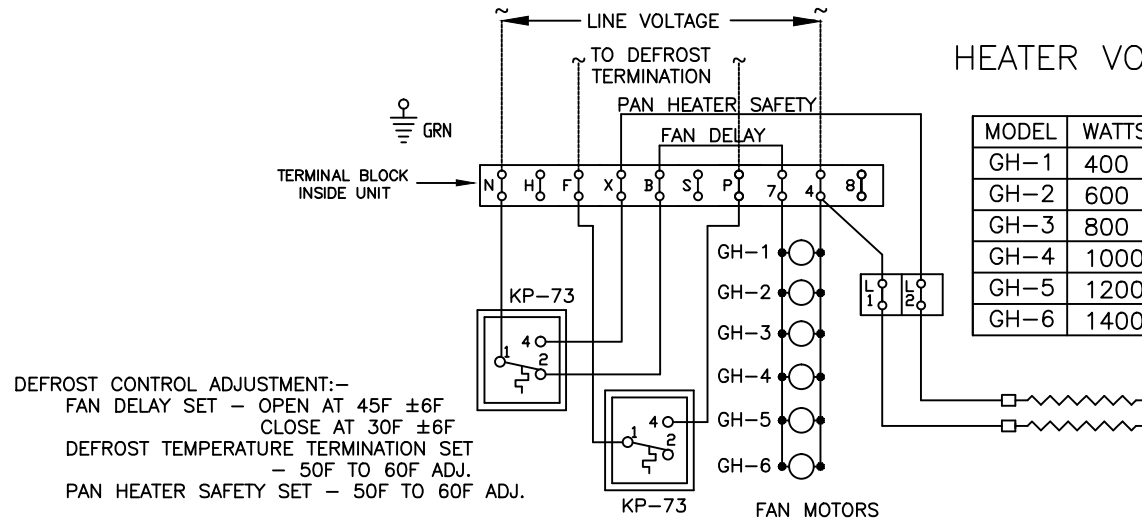 LINE VOLTAGE
HEATER VO
TO DEFROST
TERMINATION
PAN HEATER SAFETY
GRN
FAN DELAY
TERMINAL BLOCK
INSIDE UNIT
N H F X B S P 7 4 8
MODEL WATTS
GH-1 400
GH-2 600
GH-3 800
GH-4 1000
GH-5 1200
GH-6 1400
GH-1
GH-2
GH-3
GH-4
GH-5
GH-6
L1 L2
KP-73
4
1 2
DEFROST CONTROL ADJUSTMENT:-
FAN DELAY SET - OPEN AT 45F ±6F
CLOSE AT 30F ±6F
DEFROST TEMPERATURE TERMINATION SET
- 50F TO 60F ADJ.
PAN HEATER SAFETY SET - 50F TO 60F ADJ.
4
1 2
KP-73
FAN MOTORS